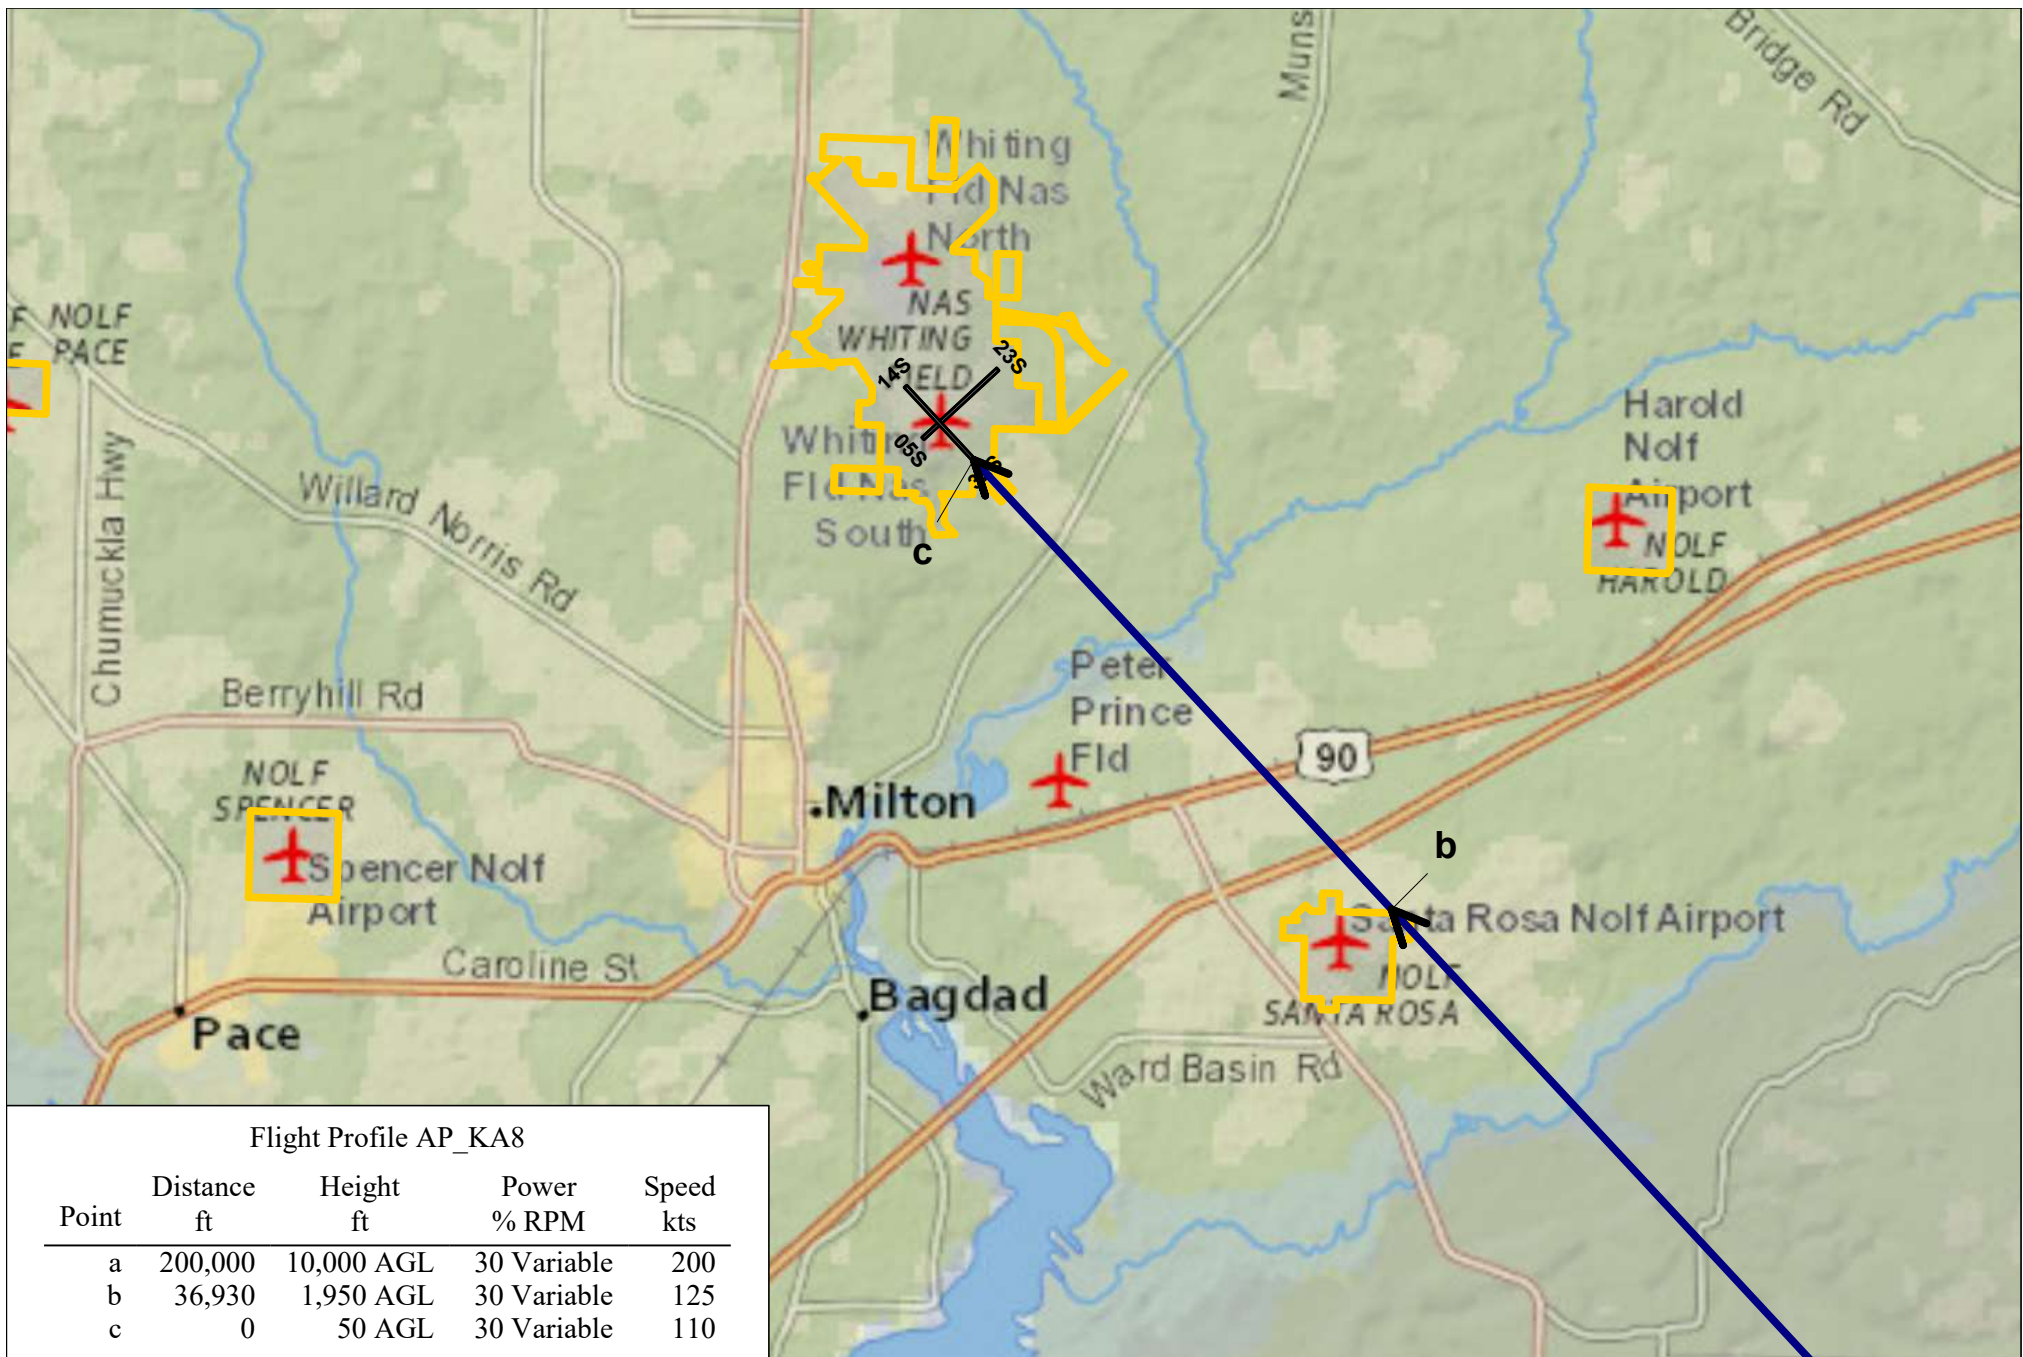 Bridge Rd
Muns
Whiting
Fld Nas
North
NAS
WHITING
14S
23S
05S
Whiting
Fld Nas
South
c
F
NOLF
F
PACE
Chumuckla Hwy
Willard Norris Rd
Harold
Nolf
Airport
NOLF
HAROLD
Peter
Prince
Fld
Berryhill Rd
90
NOLF
SPENCER
Spencer Nolf
Airport
Milton
b
Santa Rosa Nolf Airport
NOLF
SANTA ROSA
Caroline St
Bagdad
Pace
Ward Basin Rd
Flight Profile AP_KA8
Point Distance ft Height ft Power % RPM Speed kts
a 200,000 10,000 AGL 30 Variable 200
b 36,930 1,950 AGL 30 Variable 125
c 0 50 AGL 30 Variable 110